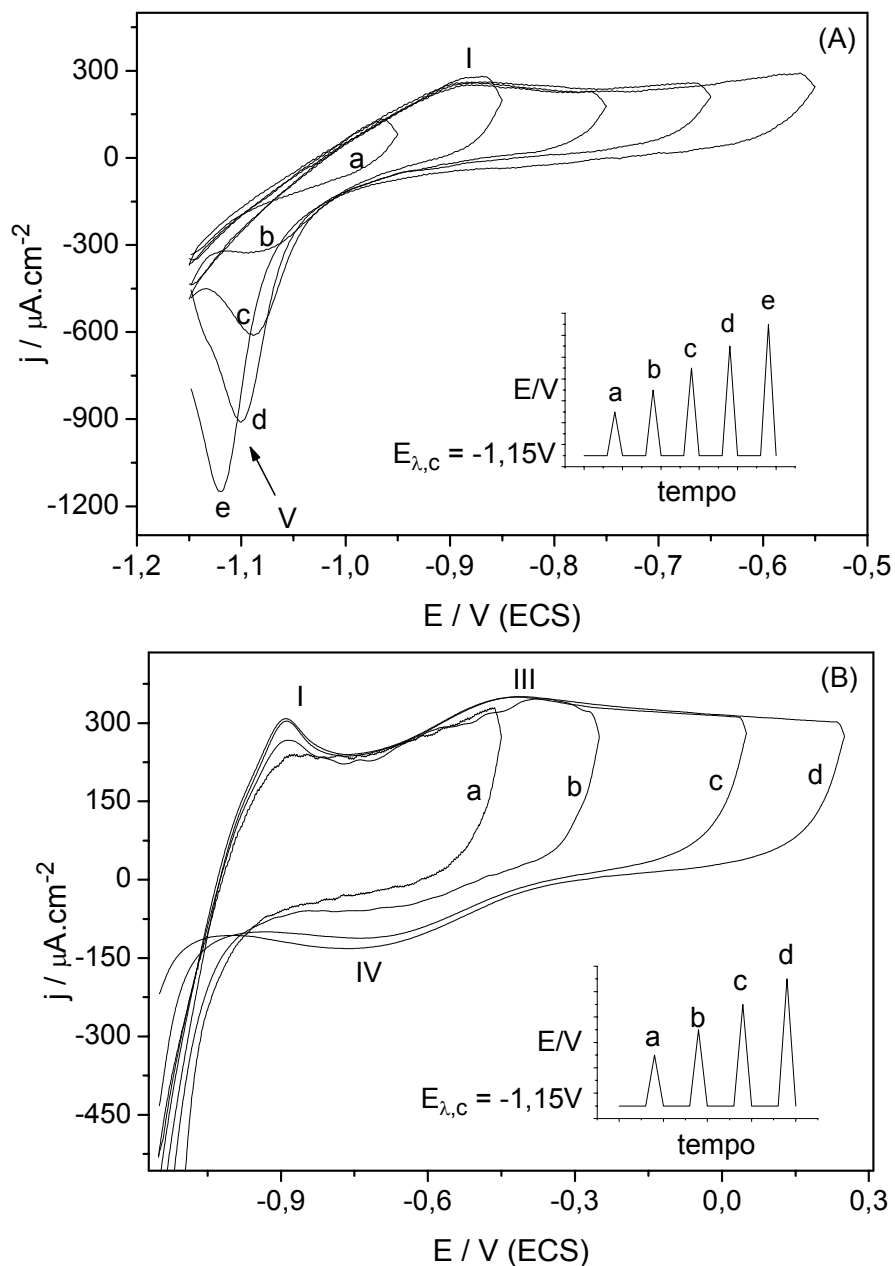 (A)
I
300
0
-300
-600
-900
-1200
j / μA.cm-2
a
b
c
d
e
V
a
b
c
d
e
E/V
Eλ,c = -1,15V
tempo
-1,2
-1,1
-1,0
-0,9
-0,8
-0,7
-0,6
-0,5
E / V (ECS)
(B)
I
III
300
150
0
-150
-300
-450
j / μA.cm-2
a
b
c
d
IV
a
b
c
d
E/V
Eλ,c = -1,15V
tempo
-0,9
-0,6
-0,3
0,0
0,3
E / V (ECS)